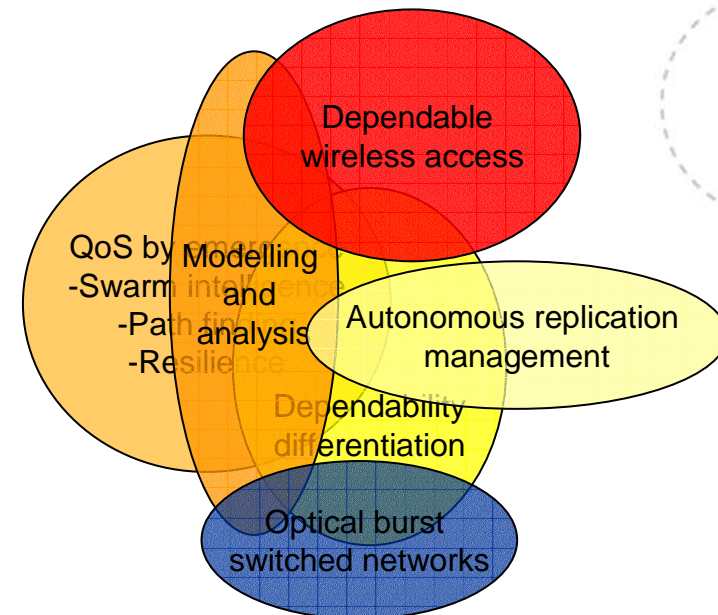 Dependable
wireless access
QoS by emergence
-Swarm intelligence
-Path finding
-Resilience
Modelling
and
analysis
Autonomous replication
management
Dependability
differentiation
Optical burst
switched networks